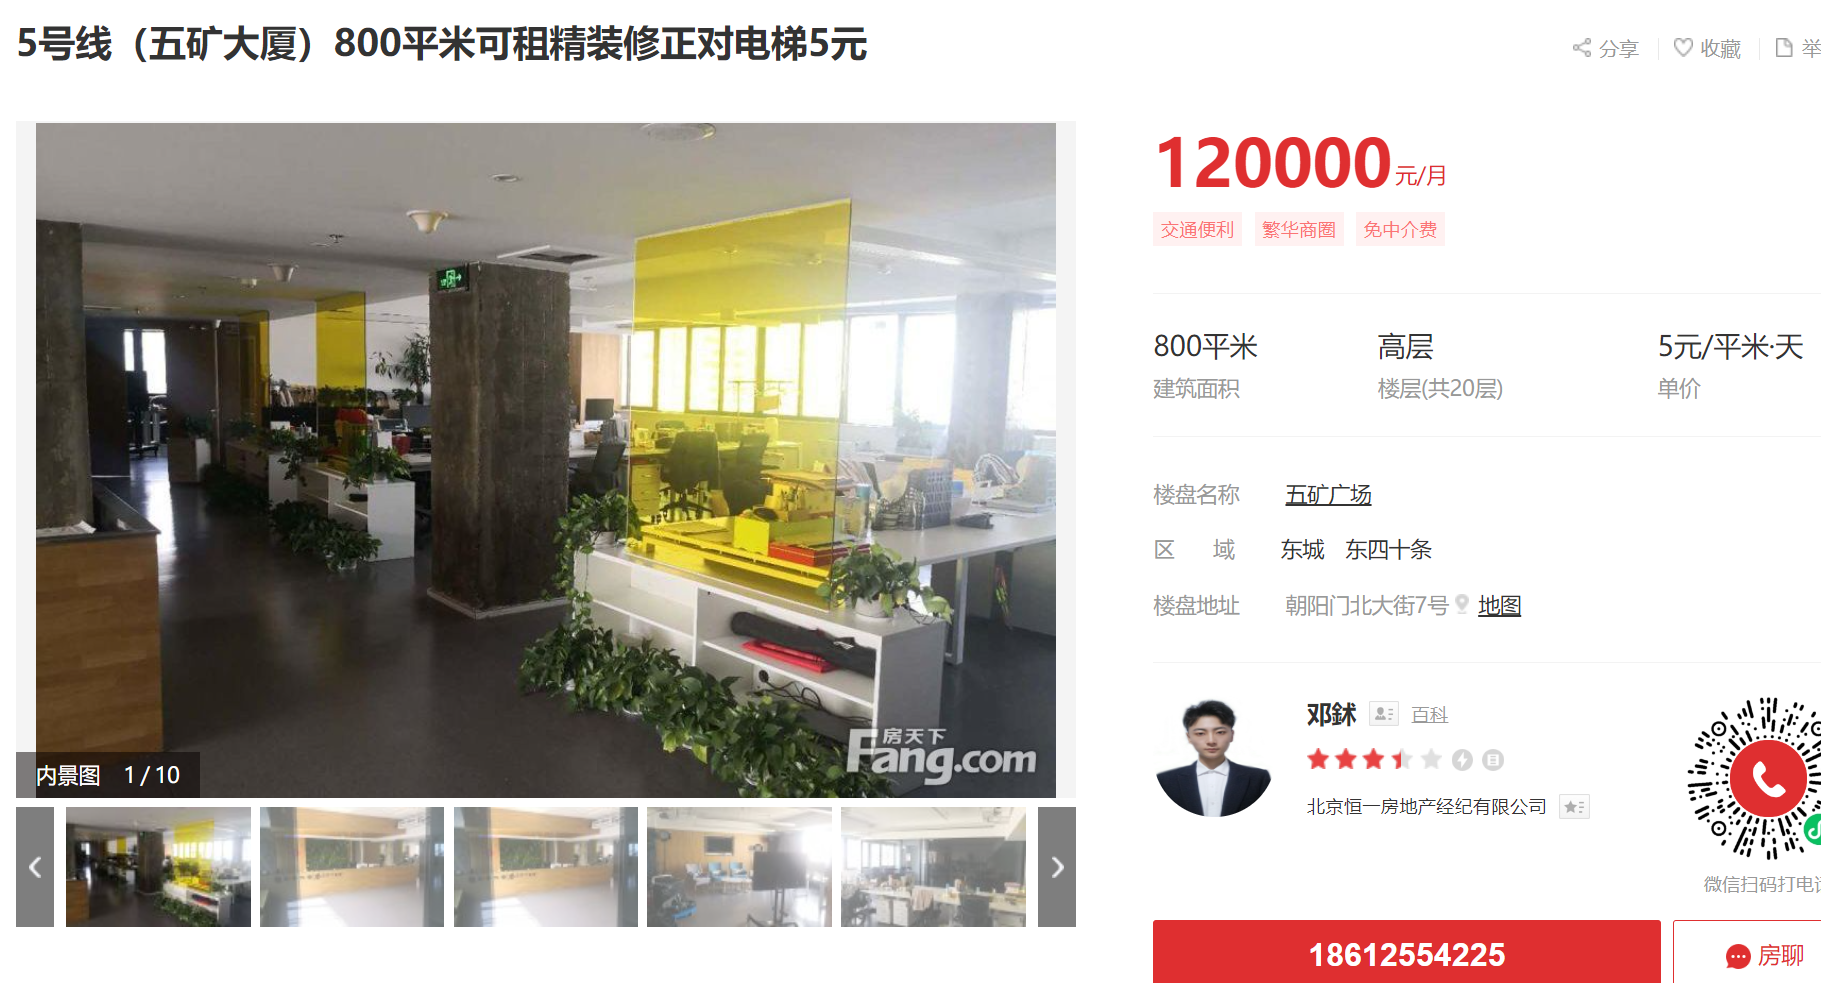 5号线（五矿大厦）800平米可租精装修正对电梯5元
分享
收藏
举
120000元/月
交通便利 繁华商圈 免中介费
800平米 高层 5元/平米·天
建筑面积 楼层(共20层) 单价
楼盘名称 五矿广场
区 域 东城 东四十条
楼盘地址 朝阳门北大街7号 地图
房天下
Fang.com
内景图 1 / 10
邓鉥 百科
北京恒一房地产经纪有限公司
微信扫码打电话
18612554225
房聊